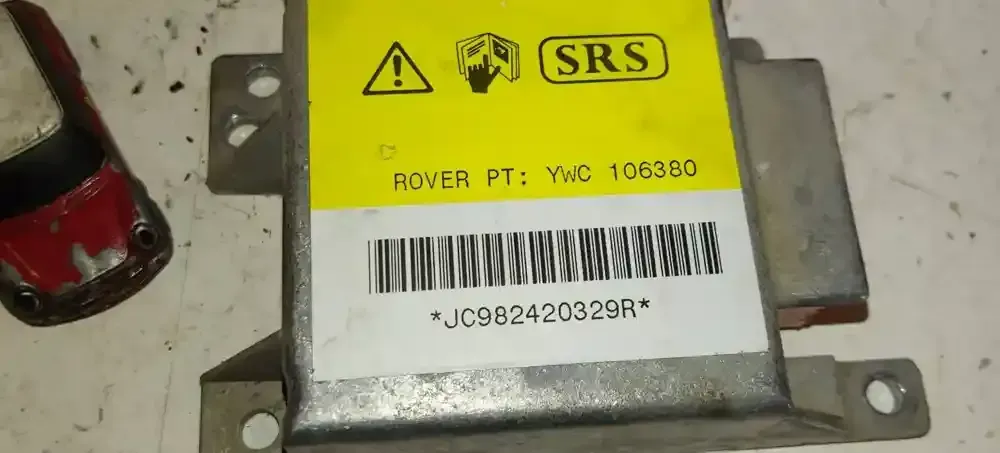 SRS
ROVER PT: YWC 106380
*JC982420329R*